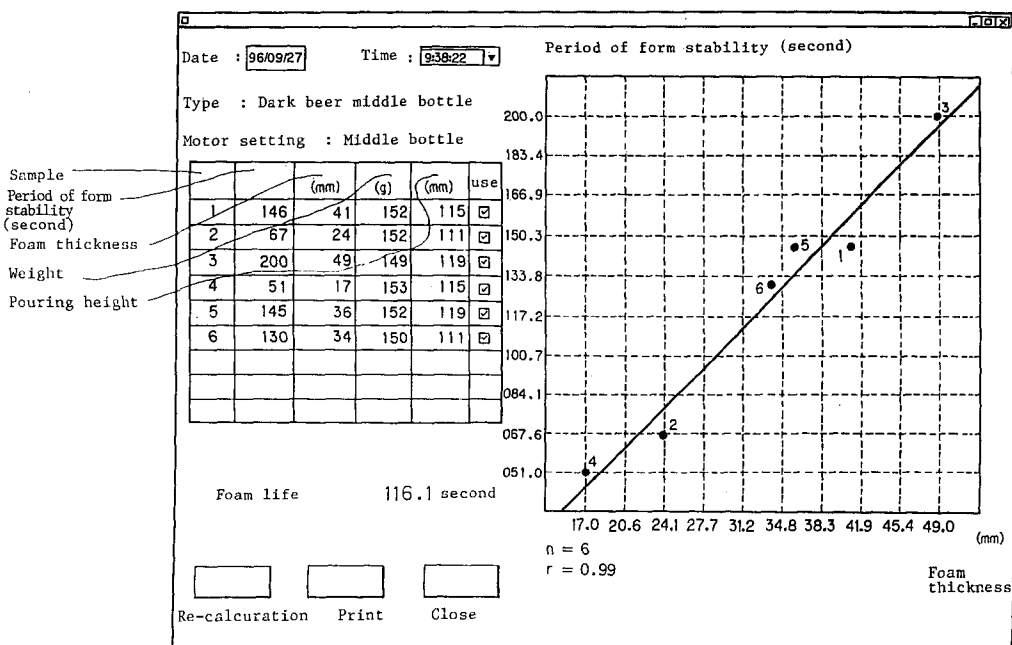 Date : 96/09/27 Time : 9:38:22
Type : Dark beer middle bottle
Motor setting : Middle bottle
Sample
Period of form
stability
(second)
Foam thickness
Weight
Pouring height
(mm) (g) (mm) use
1 146 41 152 115
2 67 24 152 111
3 200 49 149 119
4 51 17 153 115
5 145 36 152 119
6 130 34 150 111
Foam life 116.1 second
Re-calcuration Print Close
Period of form stability (second)
200.0
183.4
166.9
150.3
133.8
117.2
100.7
084.1
067.6
051.0
3
5
1
6
2
4
17.0 20.6 24.1 27.7 31.2 34.8 38.3 41.9 45.4 49.0
(mm)
n = 6
r = 0.99
Foam
thickness